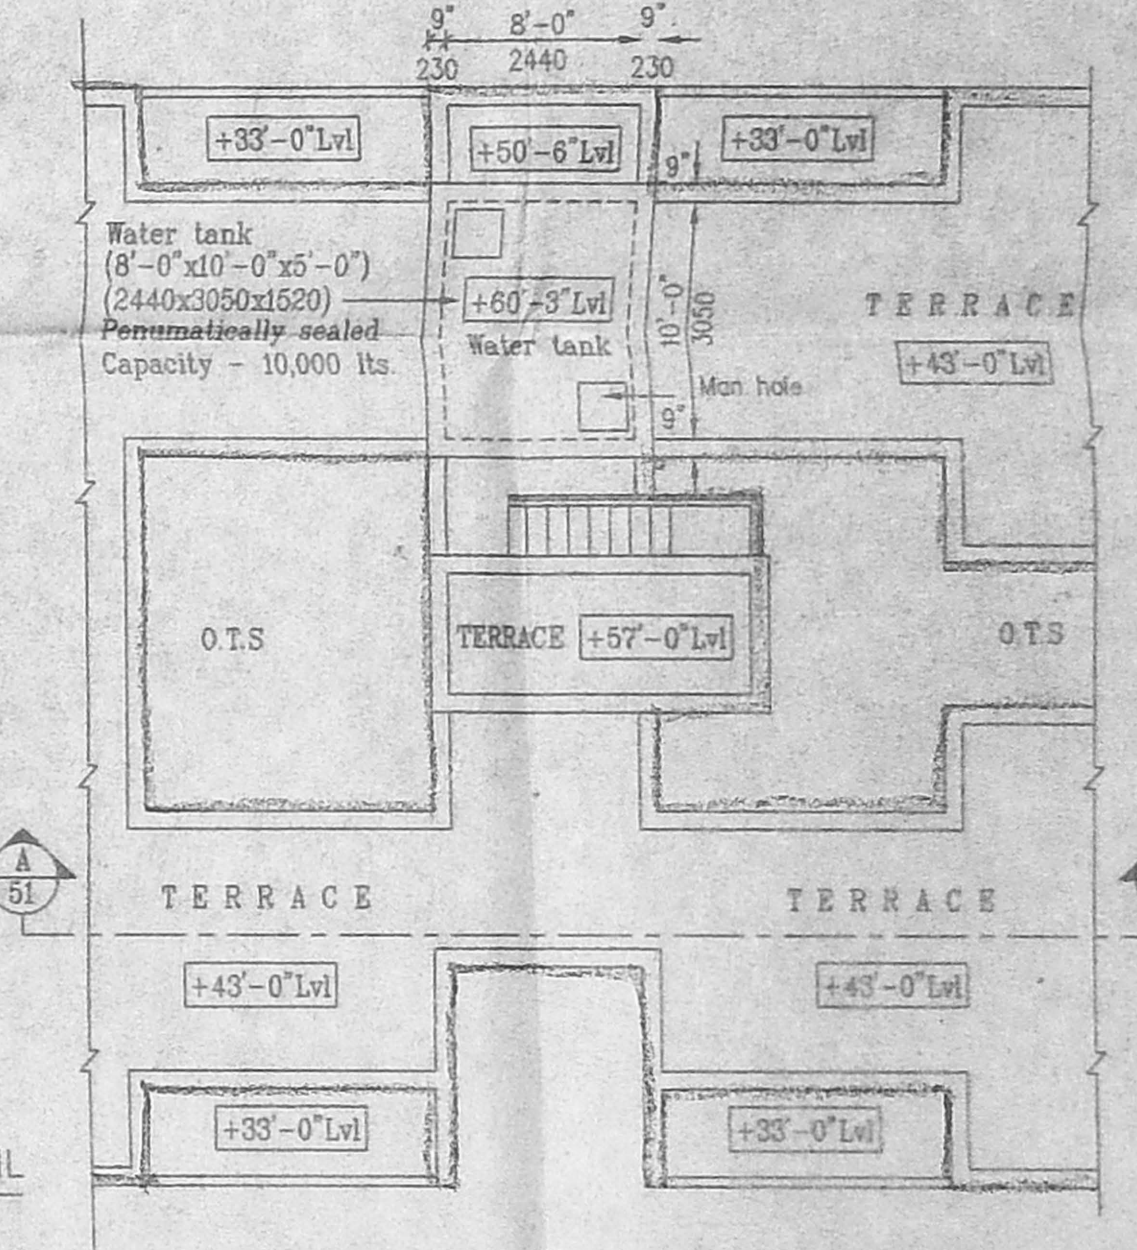 9" 8'-0" 9"
230 2440 230
+33'-0"Lvl
+50'-6"Lvl
+33'-0"Lvl
9"
Water tank
(8'-0"x10'-0"x5'-0")
(2440x3050x1520)
Penumatically sealed
Capacity - 10,000 lts.
+60'-3"Lvl
Water tank
10'-0"
3050
TERRACE
+43'-0"Lvl
Man hole
9"
O.T.S
TERRACE +57'-0"Lvl
O.T.S
A
51
TERRACE
TERRACE
+43'-0"Lvl
+43'-0"Lvl
+33'-0"Lvl
+33'-0"Lvl